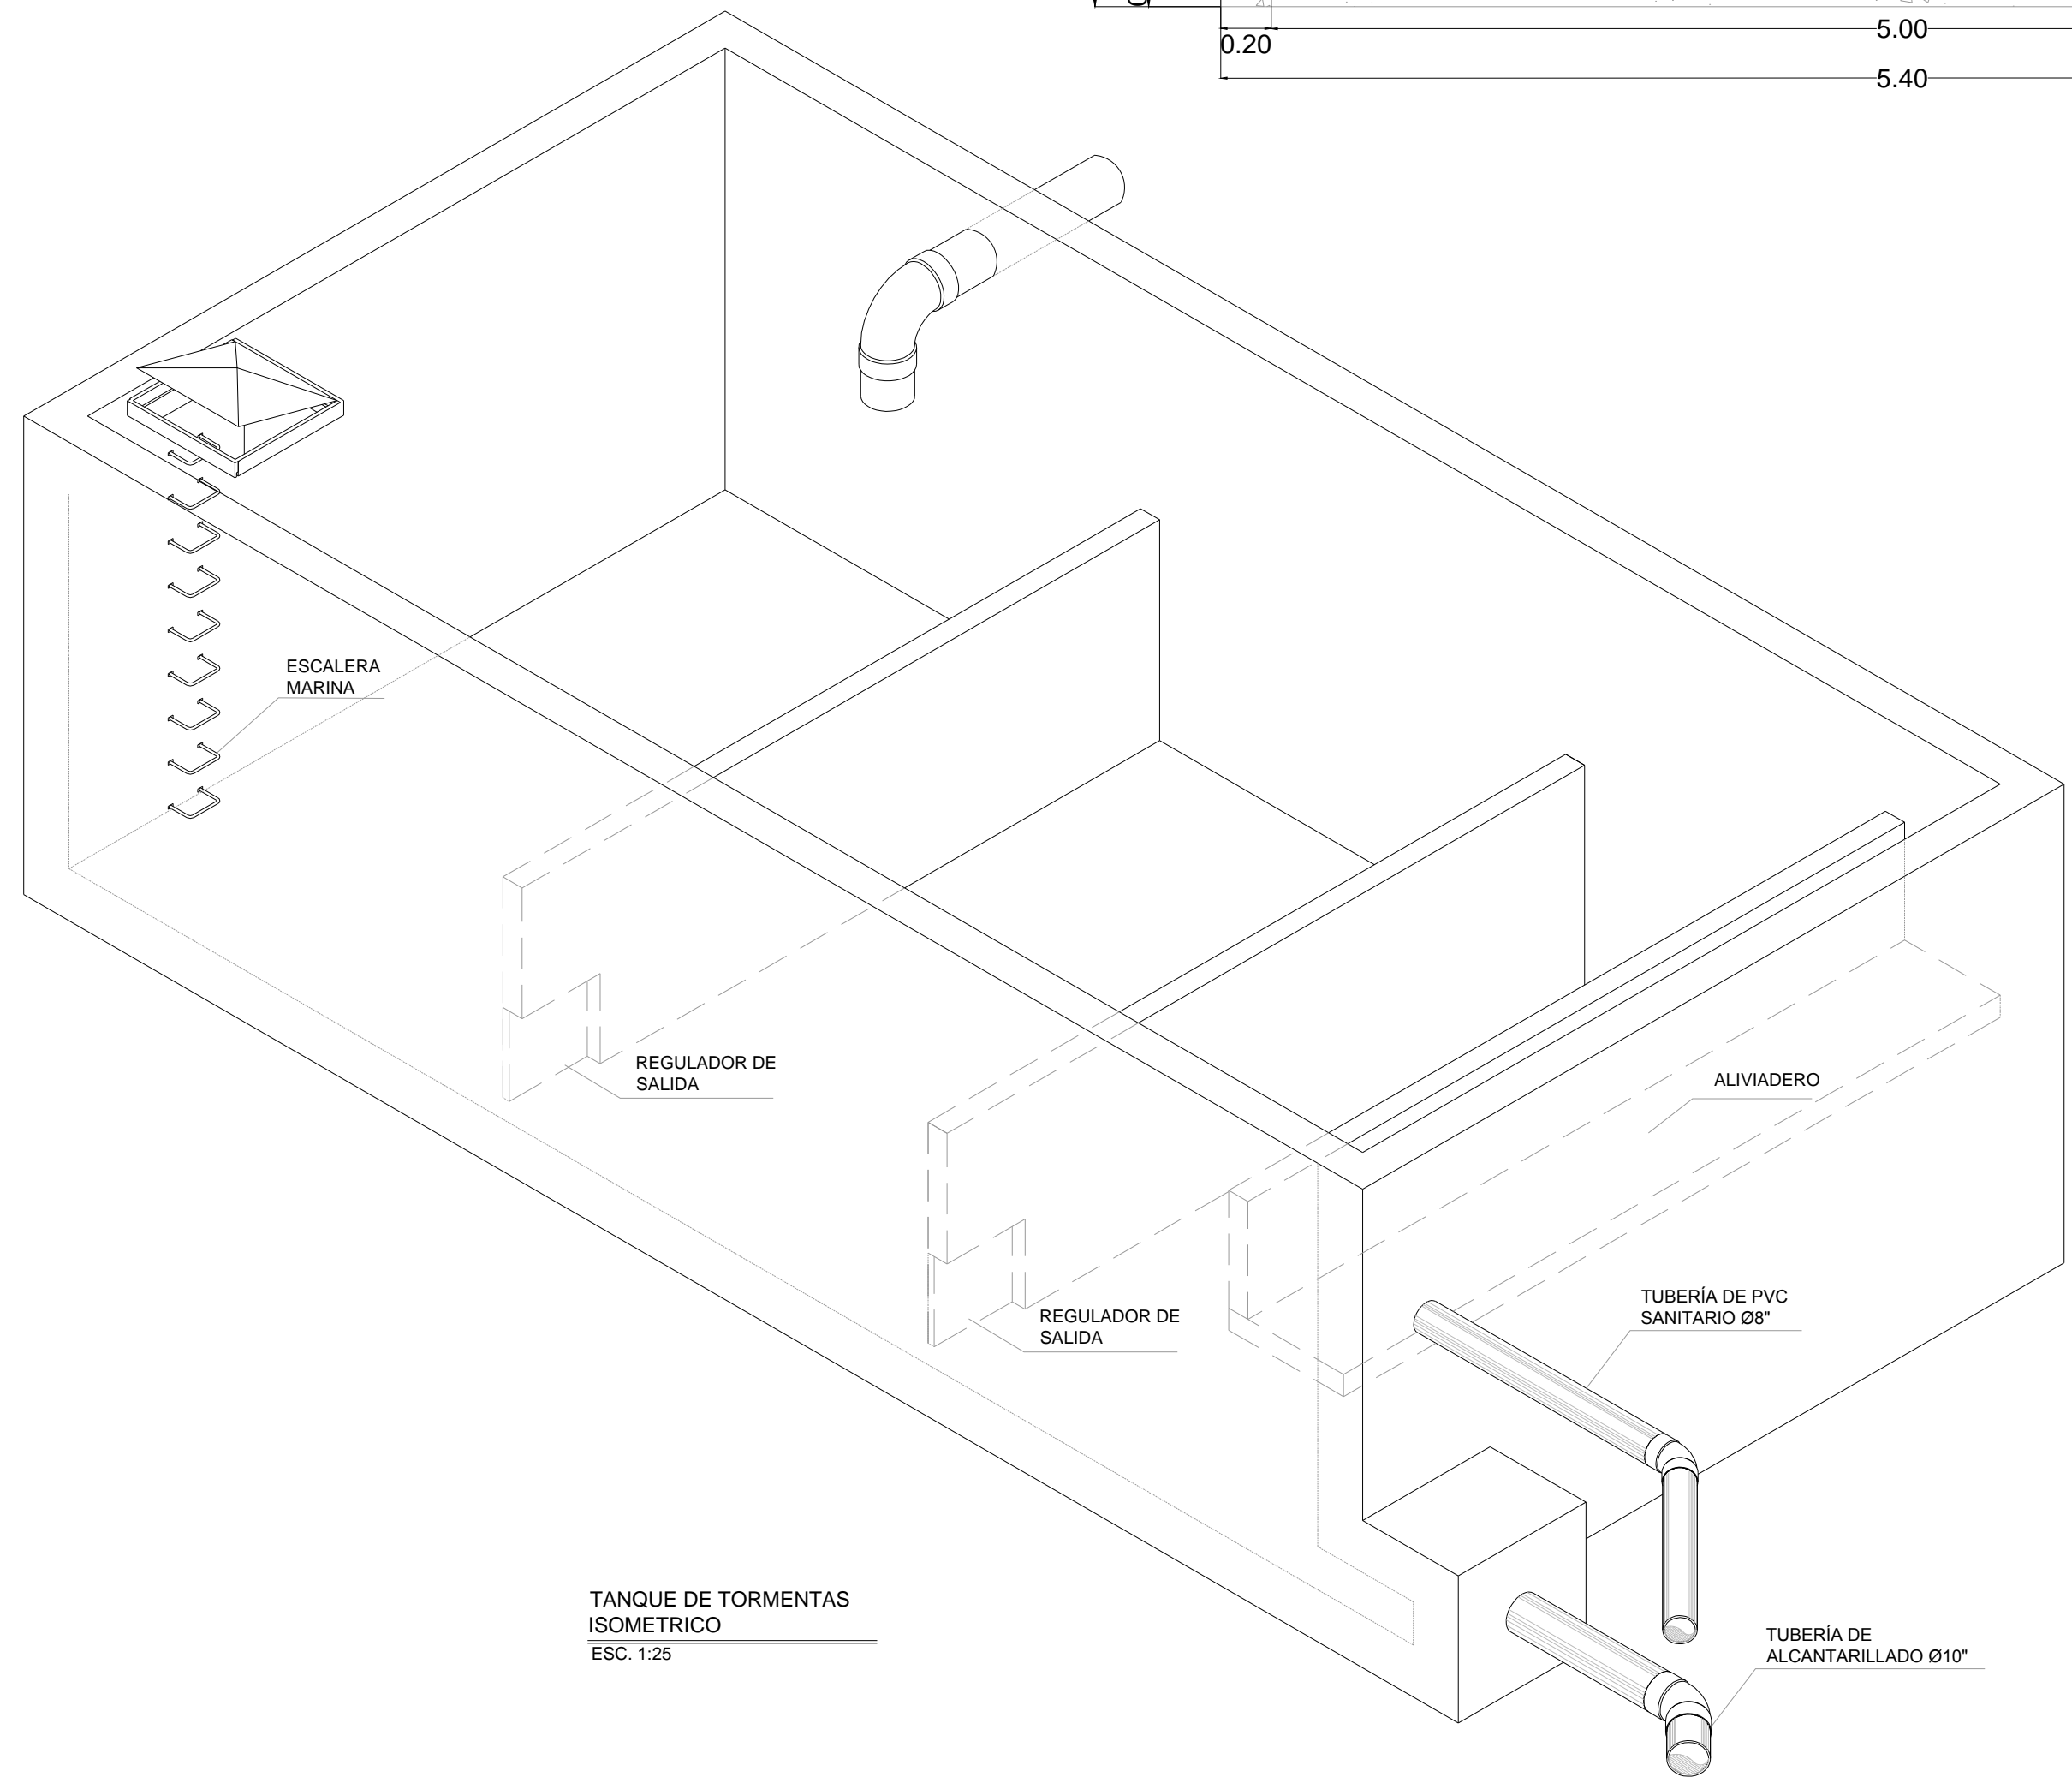 0.20
5.00
5.40
ESCALERA
MARINA
REGULADOR DE
SALIDA
ALIVIADERO
REGULADOR DE
SALIDA
TUBERÍA DE PVC
SANITARIO Ø8"
TANQUE DE TORMENTAS
ISOMETRICO
ESC. 1:25
TUBERÍA DE
ALCANTARILLADO Ø10"